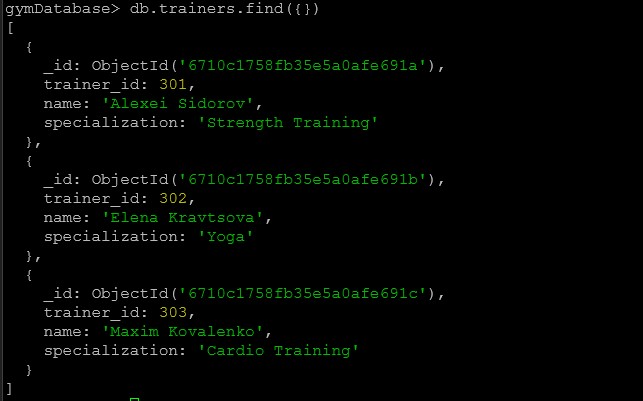 gymDatabase> db.trainers.find({})
[
  {
    _id: ObjectId('6710c1758fb35e5a0afe691a'),
    trainer_id: 301,
    name: 'Alexei Sidorov',
    specialization: 'Strength Training'
  },
  {
    _id: ObjectId('6710c1758fb35e5a0afe691b'),
    trainer_id: 302,
    name: 'Elena Kravtsova',
    specialization: 'Yoga'
  },
  {
    _id: ObjectId('6710c1758fb35e5a0afe691c'),
    trainer_id: 303,
    name: 'Maxim Kovalenko',
    specialization: 'Cardio Training'
  }
]